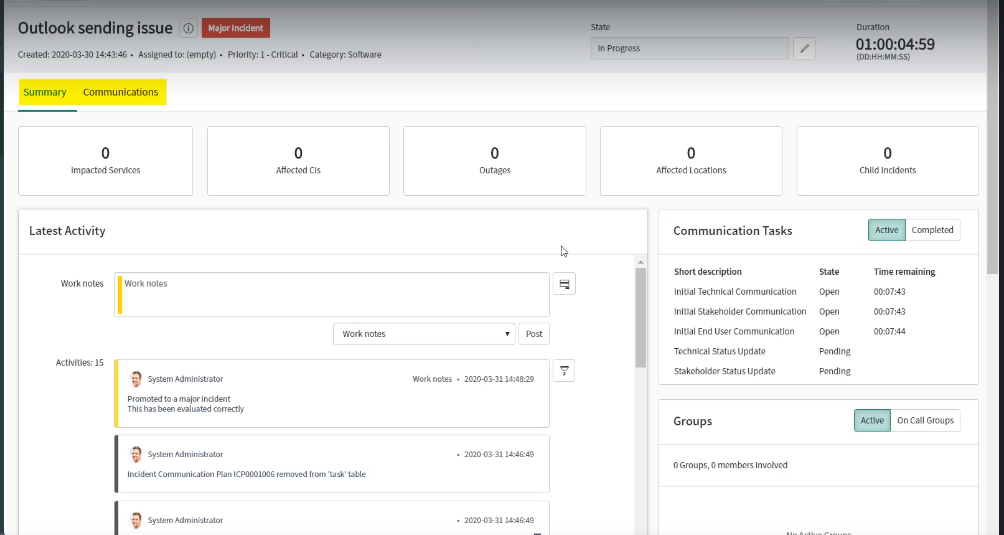 Outlook sending issue
Major Incident
Created: 2020-03-30 14:43:46 • Assigned to: (empty) • Priority: 1 - Critical • Category: Software
State
In Progress
Duration
01:00:04:59
(DD:HH:MM:SS)
Summary Communications
0 0 0 0 0
Impacted Services Affected CIs Outages Affected Locations Child Incidents
Latest Activity
Work notes
Work notes
Work notes
Post
Activities: 15
System Administrator Work notes • 2020-03-31 14:48:29
Promoted to a major incident
This has been evaluated correctly
System Administrator • 2020-03-31 14:46:49
Incident Communication Plan ICP0001006 removed from 'task' table
System Administrator • 2020-03-31 14:46:49
Communication Tasks
Active Completed
Short description State Time remaining
Initial Technical Communication Open 00:07:43
Initial Stakeholder Communication Open 00:07:43
Initial End User Communication Open 00:07:44
Technical Status Update Pending
Stakeholder Status Update Pending
Groups
Active On Call Groups
0 Groups, 0 members involved
No Active Groups